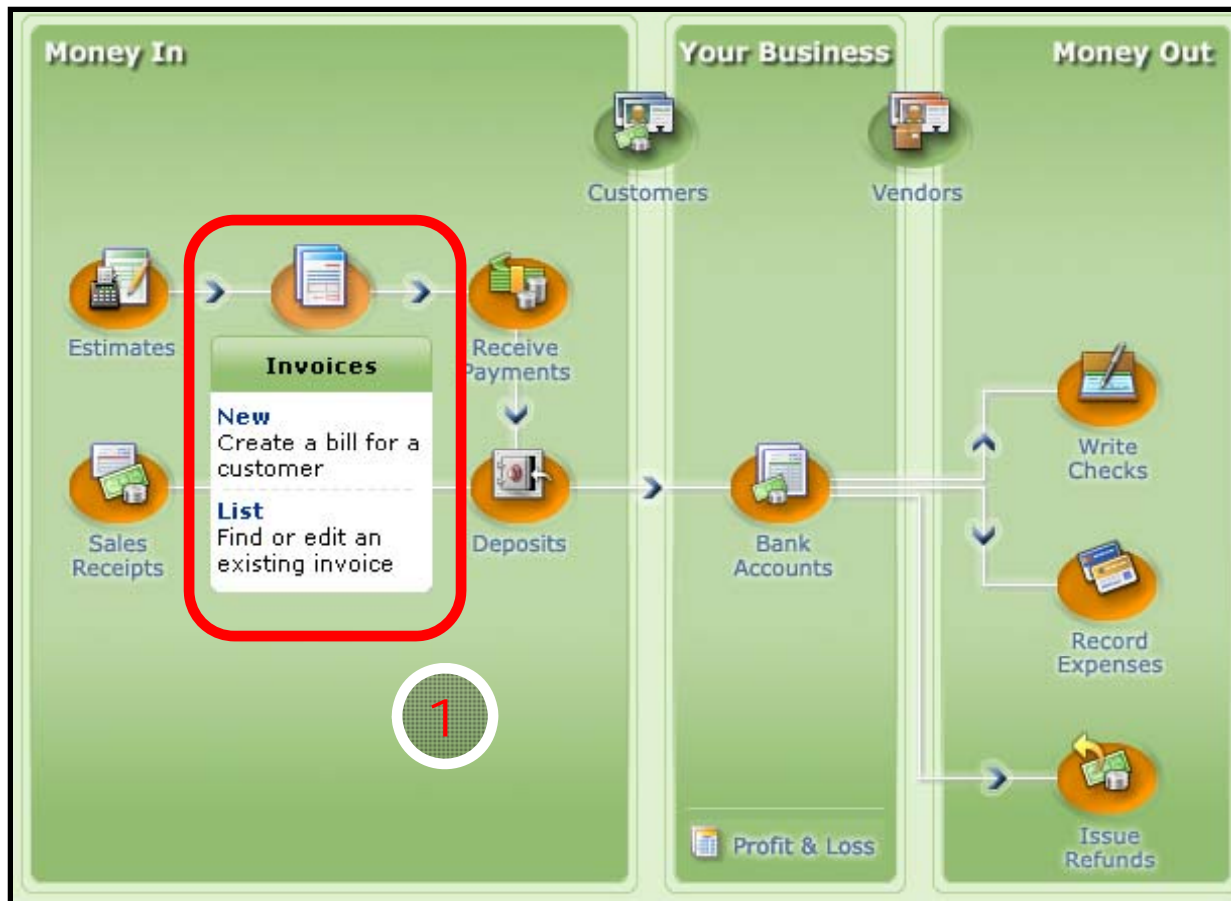 Money In
Your Business
Money Out
Customers
Vendors
Estimates
Invoices
New
Create a bill for a
customer
List
Find or edit an
existing invoice
Receive
Payments
Sales
Receipts
Deposits
Bank
Accounts
Write
Checks
Record
Expenses
Issue
Refunds
Profit & Loss
1